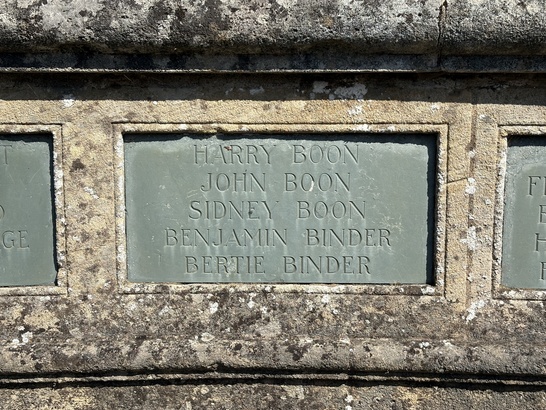 HARRY BOON
JOHN BOON
SIDNEY BOON
BENJAMIN BINDER
BERTIE BINDER